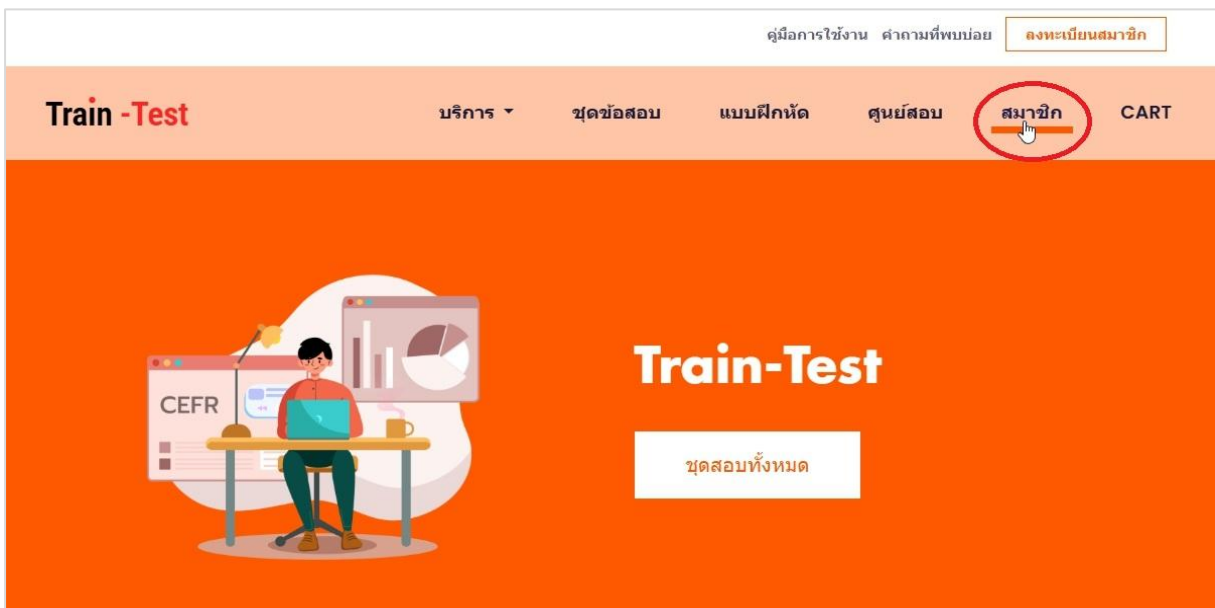 คู่มือการใช้งาน คำถามที่พบบ่อย ลงทะเบียนสมาชิก
Train -Test บริการ ชุดข้อสอบ แบบฝึกหัด ศูนย์สอบ สมาชิก CART
CEFR
Train-Test
ชุดสอบทั้งหมด